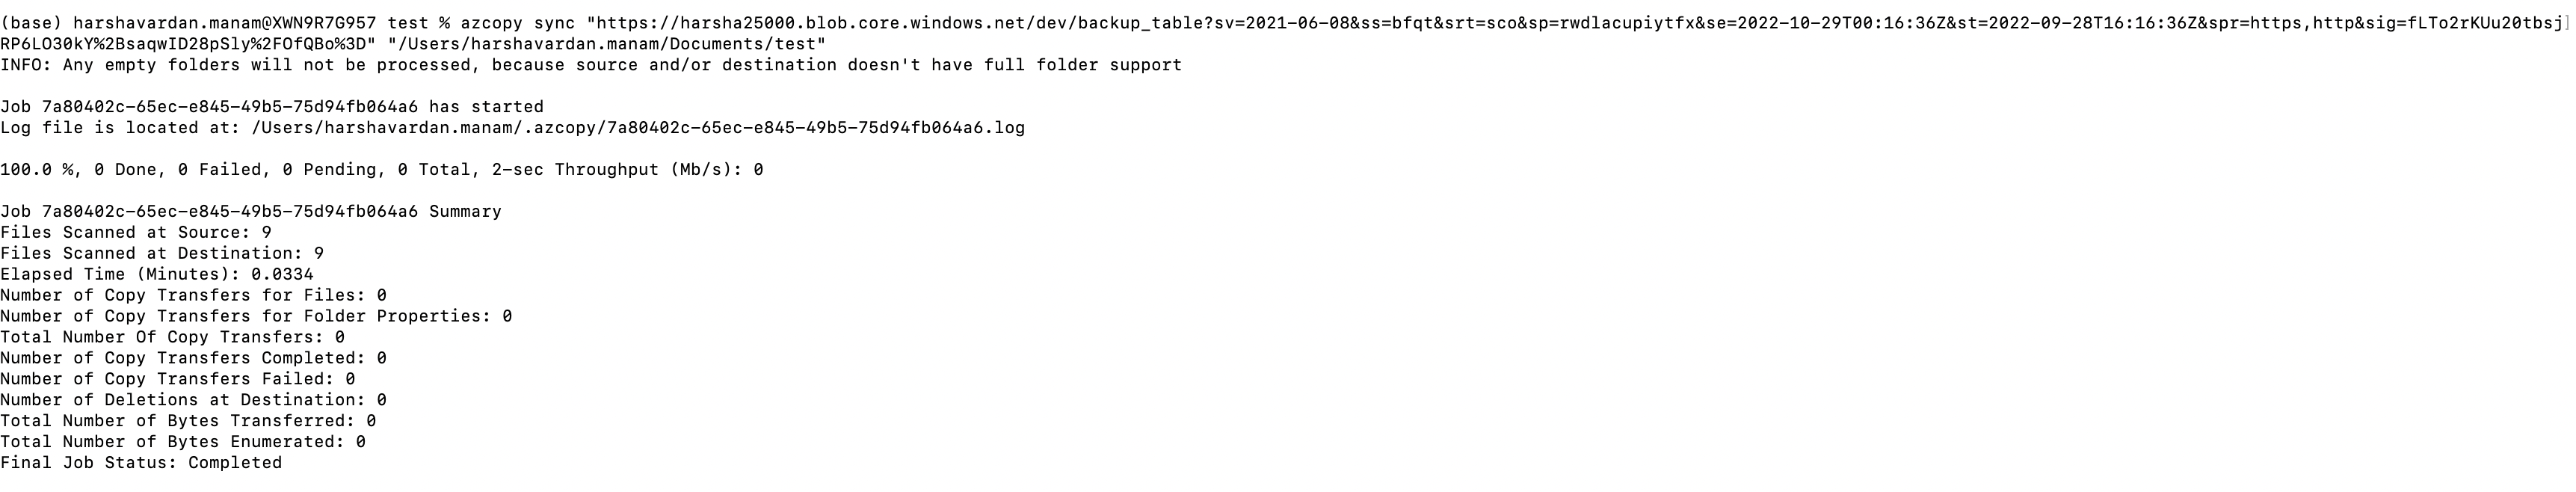 (base) harshavardan.manam@XWN9R7G957 test % azcopy sync "https://harsha25000.blob.core.windows.net/dev/backup_table?sv=2021-06-08&ss=bfqt&srt=sco&sp=rwdlacupiytfx&se=2022-10-29T00:16:36Z&st=2022-09-28T16:16:36Z&spr=https,http&sig=fLTo2rKUu20tbsj]
RP6LO30kY%2BsaqwID28pSly%2FOfQBo%3D" "/Users/harshavardan.manam/Documents/test"
INFO: Any empty folders will not be processed, because source and/or destination doesn't have full folder support
Job 7a80402c-65ec-e845-49b5-75d94fb064a6 has started
Log file is located at: /Users/harshavardan.manam/.azcopy/7a80402c-65ec-e845-49b5-75d94fb064a6.log
100.0 %, 0 Done, 0 Failed, 0 Pending, 0 Total, 2-sec Throughput (Mb/s): 0
Job 7a80402c-65ec-e845-49b5-75d94fb064a6 Summary
Files Scanned at Source: 9
Files Scanned at Destination: 9
Elapsed Time (Minutes): 0.0334
Number of Copy Transfers for Files: 0
Number of Copy Transfers for Folder Properties: 0
Total Number Of Copy Transfers: 0
Number of Copy Transfers Completed: 0
Number of Copy Transfers Failed: 0
Number of Deletions at Destination: 0
Total Number of Bytes Transferred: 0
Total Number of Bytes Enumerated: 0
Final Job Status: Completed